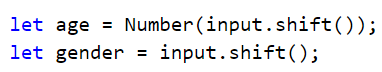 let age = Number(input.shift());
let gender = input.shift();